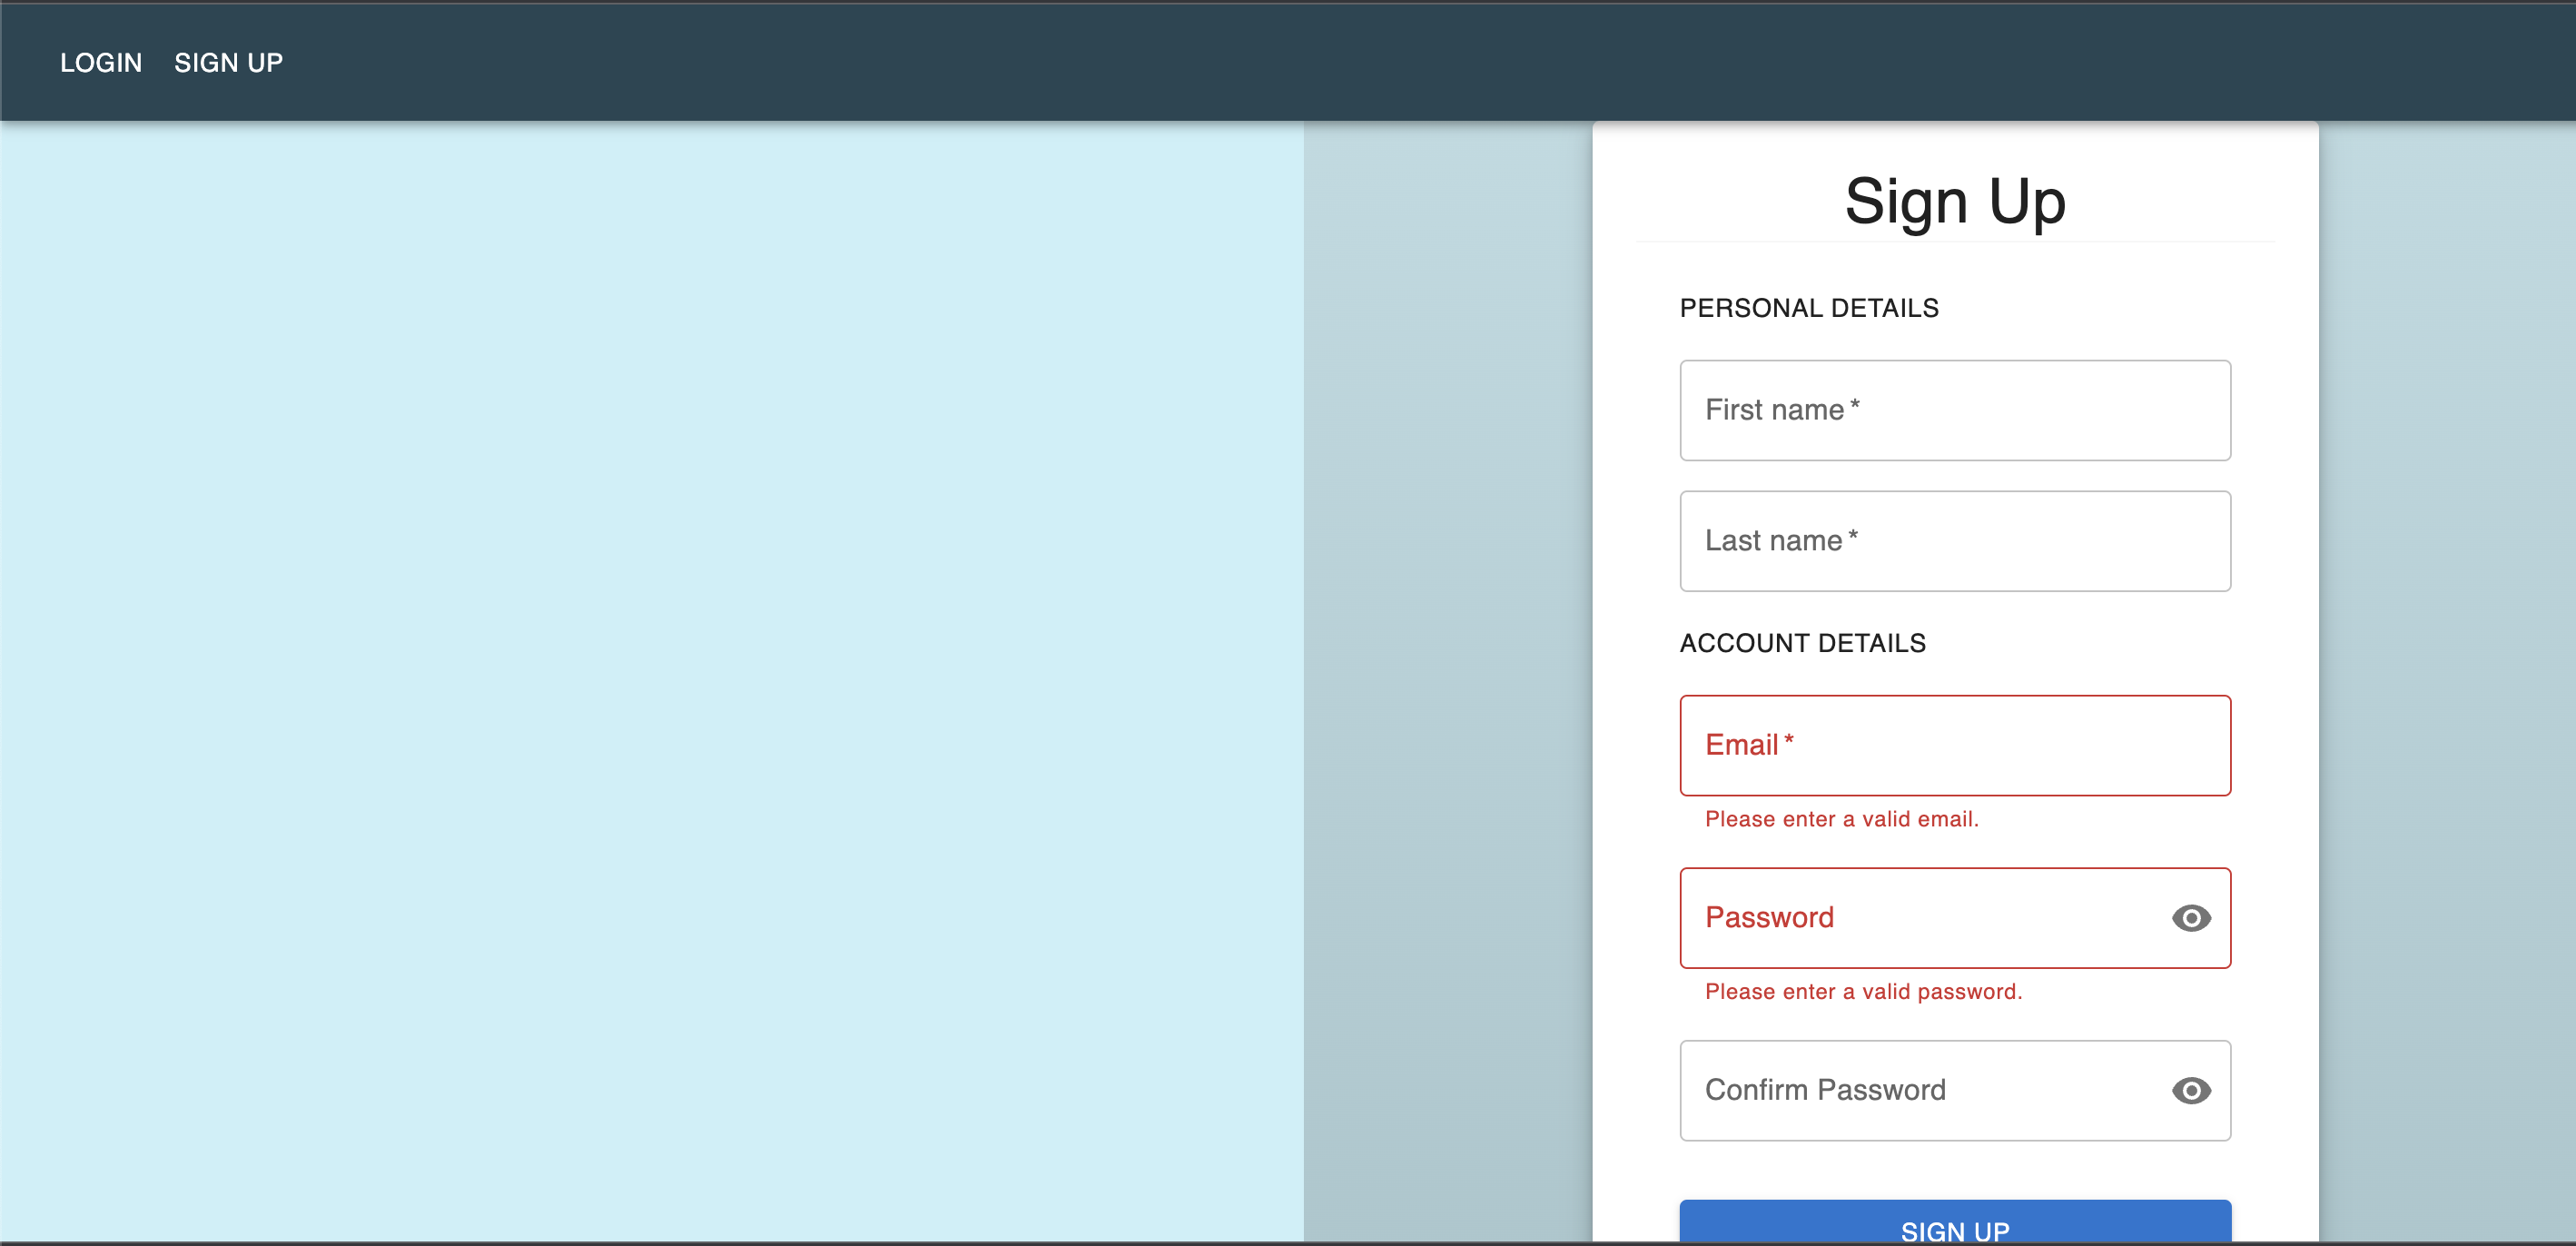 LOGIN SIGN UP
Sign Up
PERSONAL DETAILS
First name *
Last name *
ACCOUNT DETAILS
Email *
Please enter a valid email.
Password
Please enter a valid password.
Confirm Password
SIGN UP